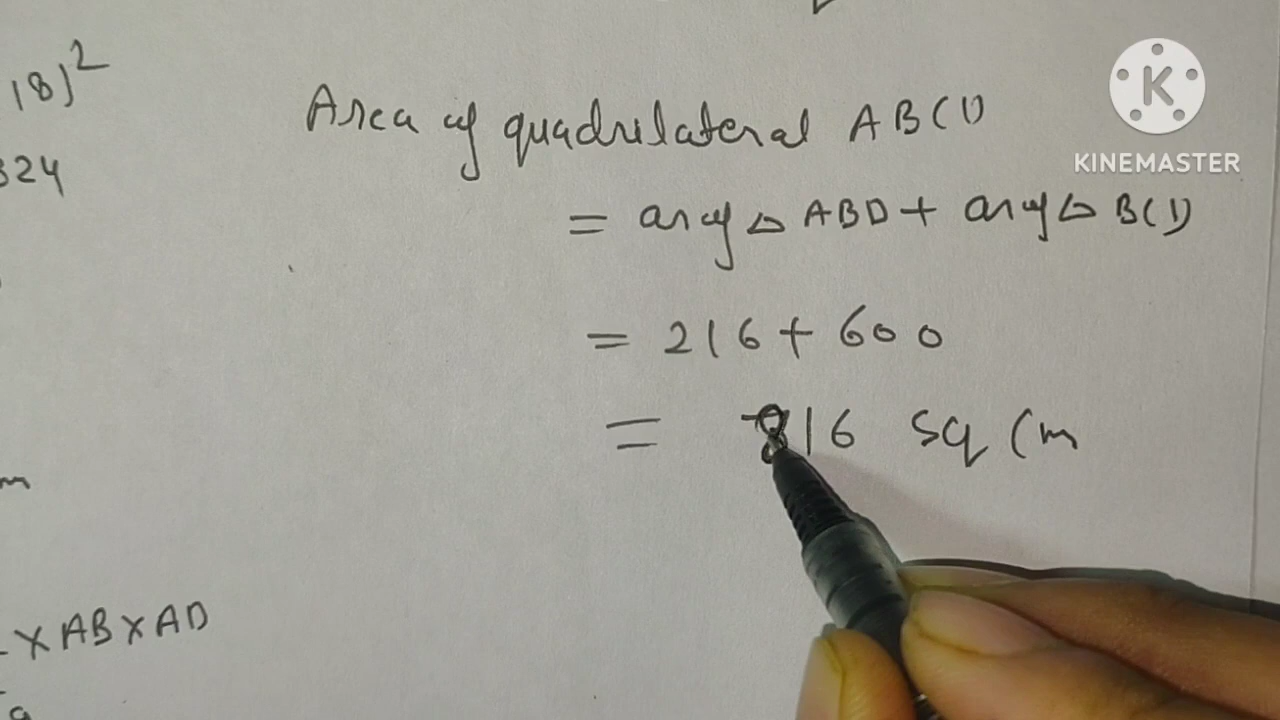 18)²
324
Area of quadrilateral ABCD
= ar of △ ABD + ar of △ BCD
= 216 + 600
= 816 sq cm
m
× AB × AD
KINEMASTER